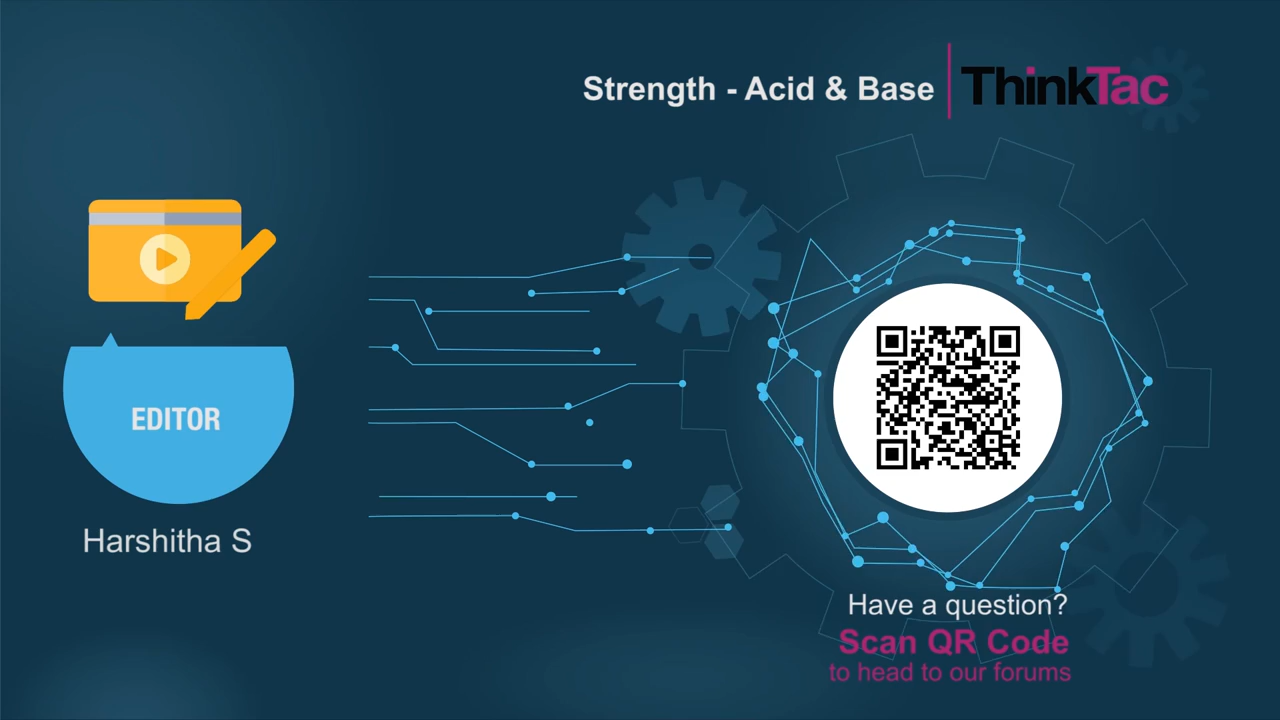 Strength - Acid & Base
ThinkTac
EDITOR
Harshitha S
Have a question?
Scan QR Code
to head to our forums